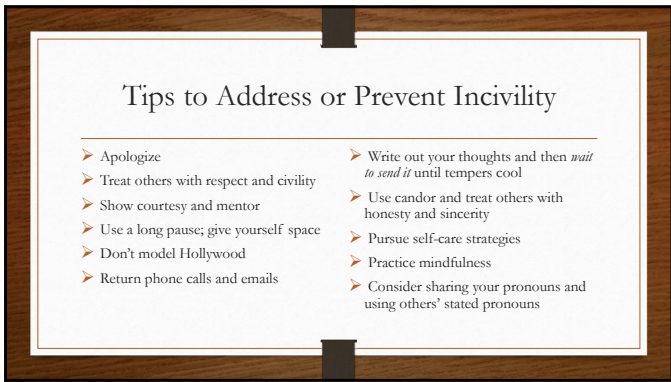 Tips to Address or Prevent Incivility
Apologize
Treat others with respect and civility
Show courtesy and mentor
Use a long pause; give yourself space
Don’t model Hollywood
Return phone calls and emails
Write out your thoughts and then wait
to send it until tempers cool
Use candor and treat others with
honesty and sincerity
Pursue self-care strategies
Practice mindfulness
Consider sharing your pronouns and
using others’ stated pronouns